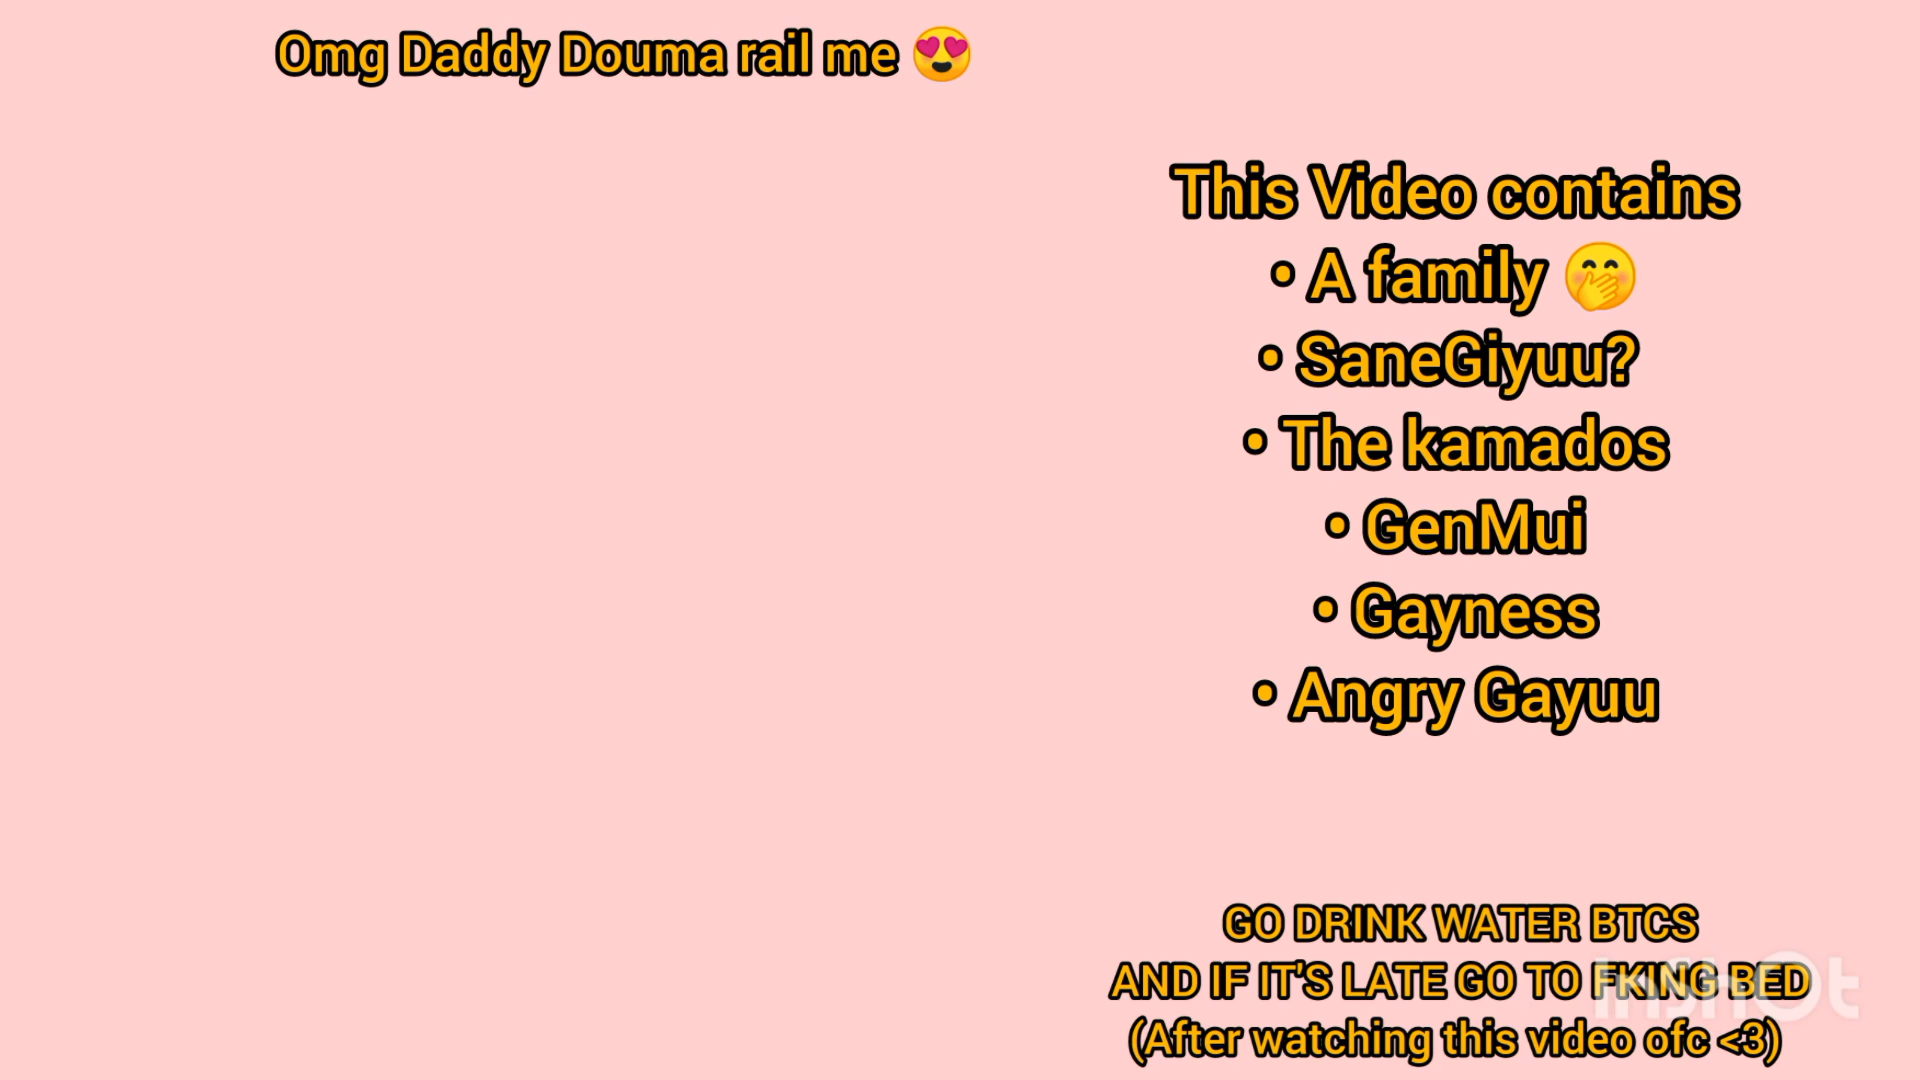 Omg Daddy Douma rail me 😍
This Video contains
• A family 🤭
• SaneGiyuu?
• The kamados
• GenMui
• Gayness
• Angry Gayuu
GO DRINK WATER BTCS
AND IF IT'S LATE GO TO FKING BED
(After watching this video ofc <3)
InShOt